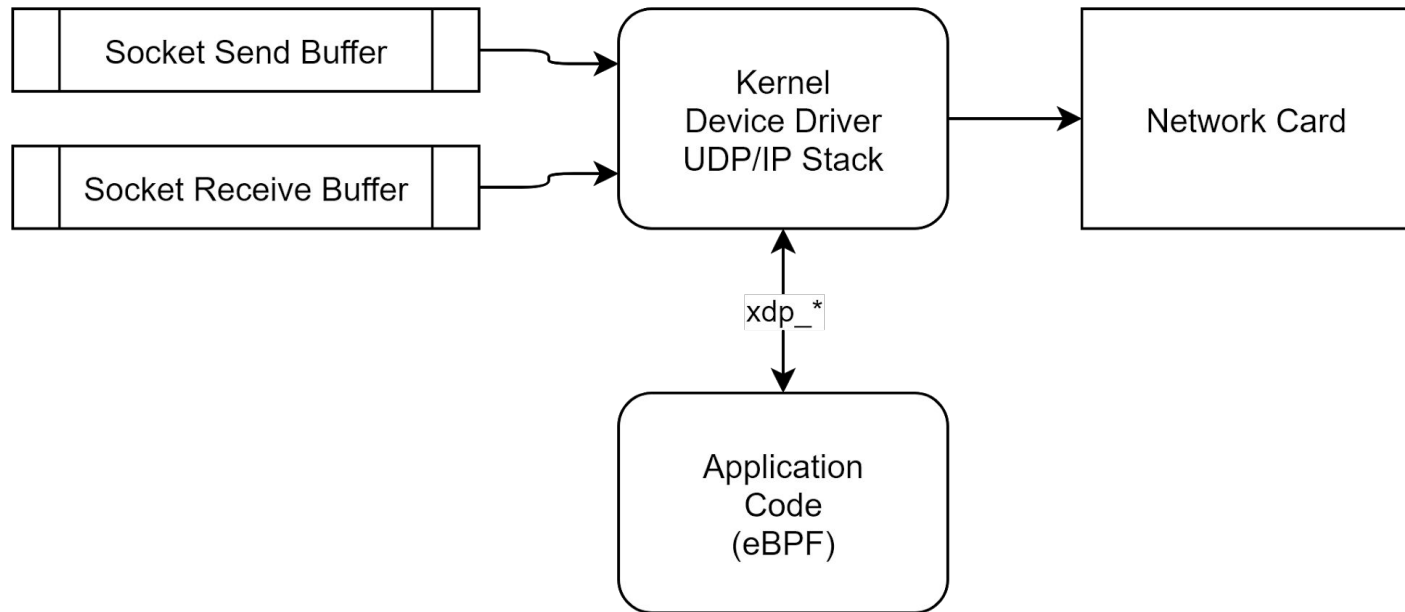 Socket Send Buffer
Socket Receive Buffer
Kernel
Device Driver
UDP/IP Stack
Network Card
xdp_*
Application
Code
(eBPF)